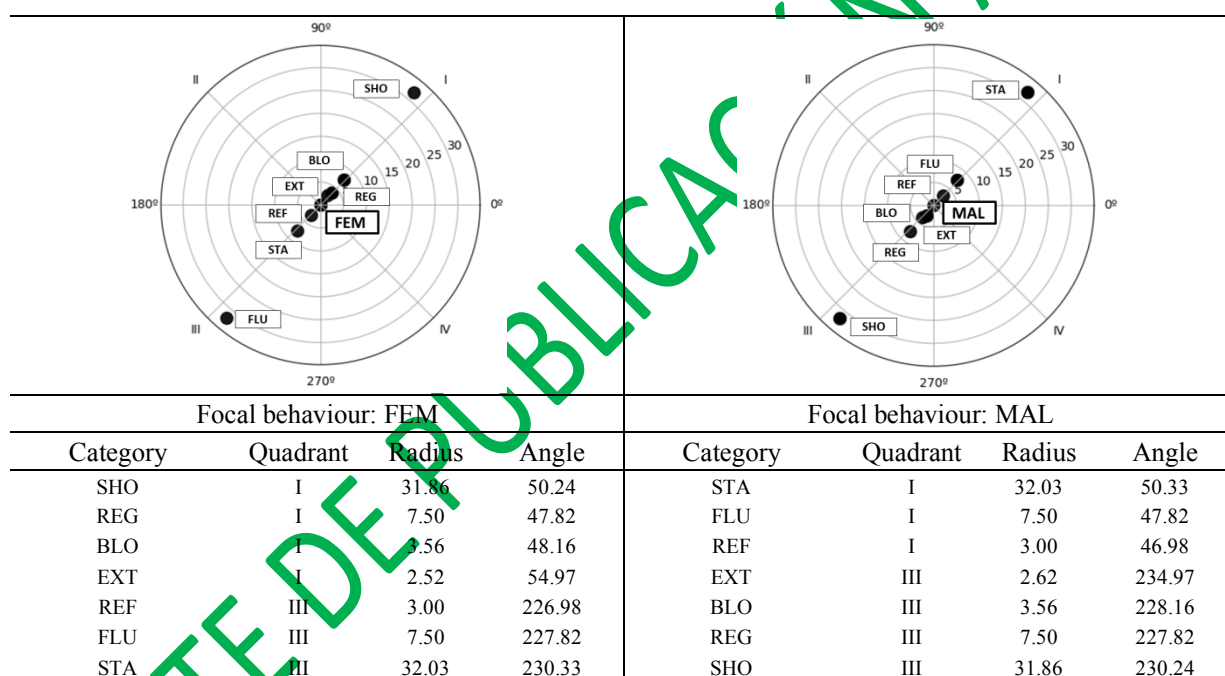 90º
II
I
SHO
30
25
20
15
10
BLO
EXT
REG
180º
0º
REF
FEM
STA
III
FLU
IV
270º
90º
II
I
STA
30
25
20
15
10
5
FLU
REF
180º
0º
BLO
MAL
EXT
REG
III
SHO
IV
270º
Focal behaviour: FEM Focal behaviour: MAL
Category Quadrant Radius Angle Category Quadrant Radius Angle
SHO I 31.86 50.24 STA I 32.03 50.33
REG I 7.50 47.82 FLU I 7.50 47.82
BLO I 3.56 48.16 REF I 3.00 46.98
EXT I 2.52 54.97 EXT III 2.62 234.97
REF III 3.00 226.98 BLO III 3.56 228.16
FLU III 7.50 227.82 REG III 7.50 227.82
STA III 32.03 230.33 SHO III 31.86 230.24
TE DE PUBLICAC